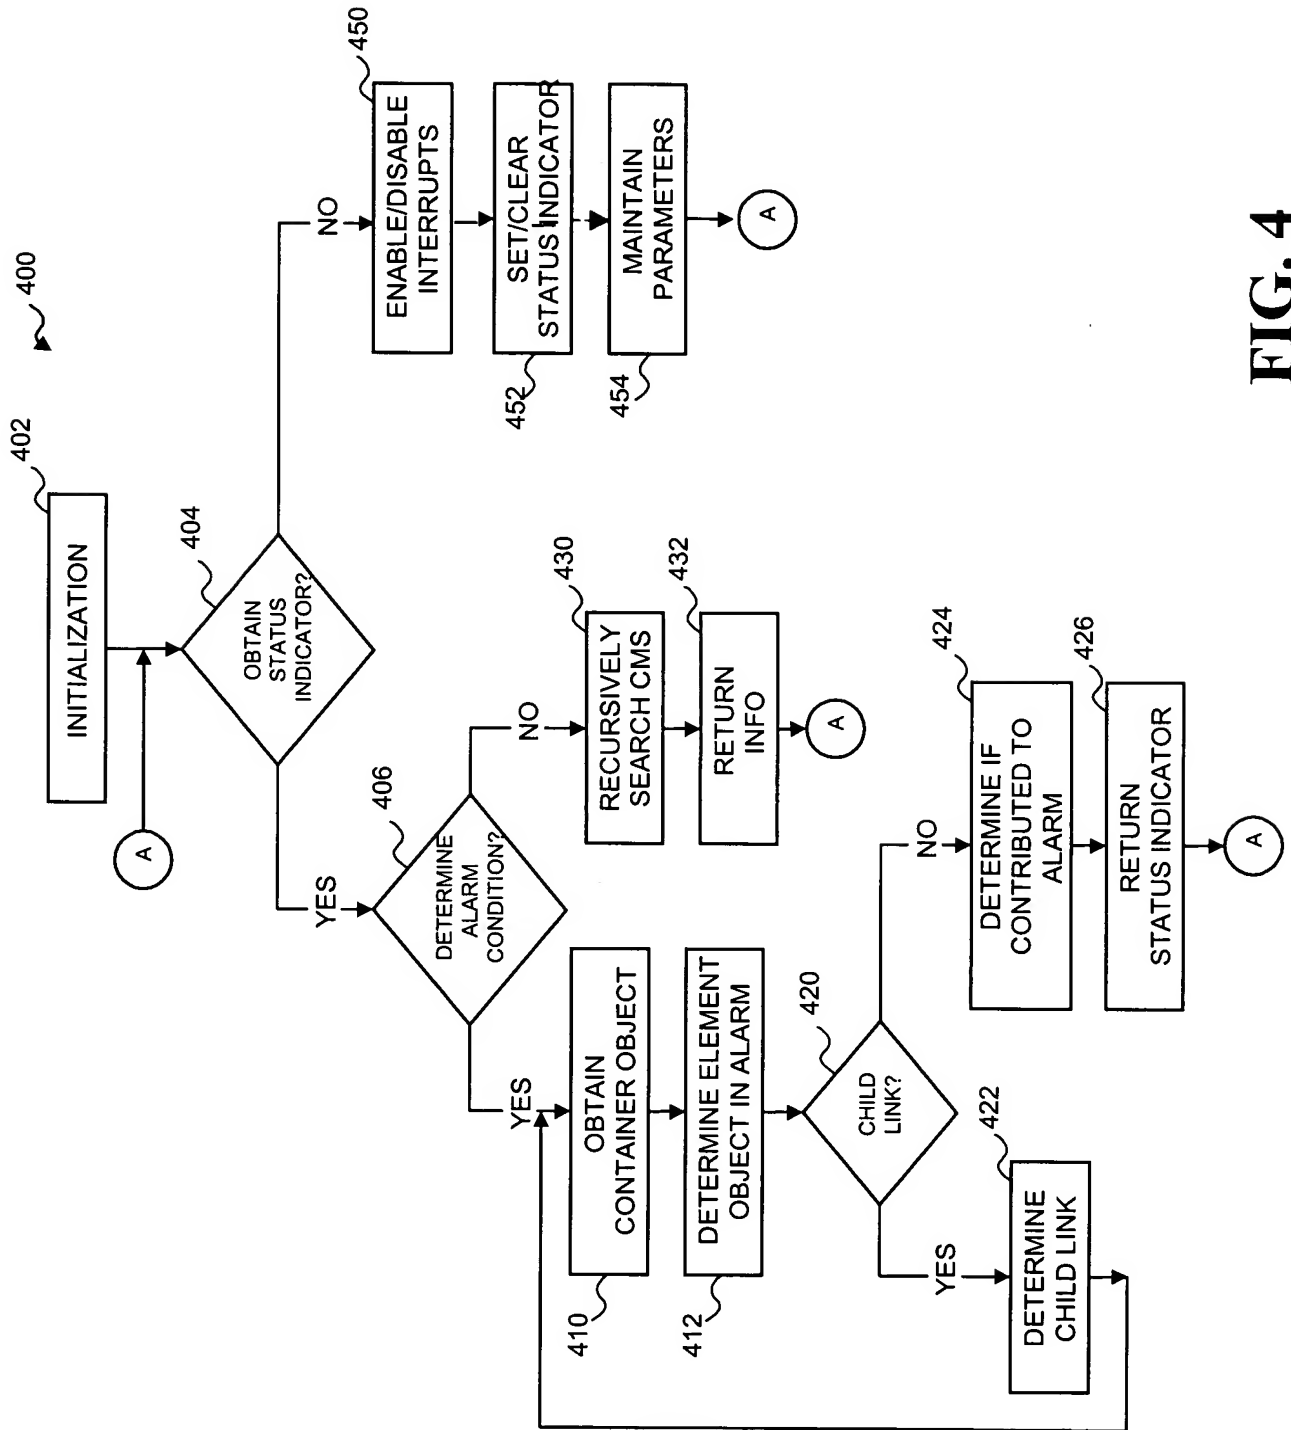 400
402
INITIALIZATION
A
404
OBTAIN
STATUS
INDICATOR?
YES
NO
406
DETERMINE
ALARM
CONDITION?
YES
NO
410
OBTAIN
CONTAINER OBJECT
412
DETERMINE ELEMENT
OBJECT IN ALARM
420
CHILD
LINK?
YES
NO
422
DETERMINE
CHILD LINK
424
DETERMINE IF
CONTRIBUTED TO
ALARM
426
RETURN
STATUS INDICATOR
A
430
RECURSIVELY
SEARCH CMS
432
RETURN
INFO
A
450
ENABLE/DISABLE
INTERRUPTS
452
SET/CLEAR
STATUS INDICATOR
454
MAINTAIN
PARAMETERS
A
FIG. 4